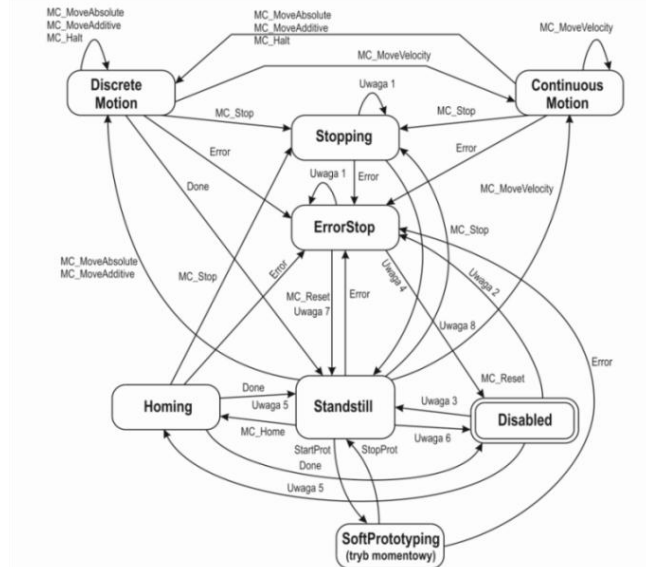 MC_MoveAbsolute
MC_MoveAdditive
MC_Halt
MC_MoveAbsolute
MC_MoveAdditive
MC_Halt
MC_MoveVelocity
MC_MoveVelocity
Discrete
Motion
Continuous
Motion
Uwaga 1
MC_Stop
MC_Stop
Stopping
Error
Error
Error
Uwaga 1
Done
MC_MoveVelocity
ErrorStop
MC_Stop
MC_MoveAbsolute
MC_MoveAdditive
MC_Stop
Error
Uwaga 4
Uwaga 2
MC_Reset
Uwaga 7
Error
Uwaga 8
Error
MC_Reset
Homing
Done
Uwaga 5
Standstill
Uwaga 3
Disabled
MC_Home
Uwaga 6
StartProt
StopProt
Done
Uwaga 5
SoftPrototyping
(tryb momentowy)